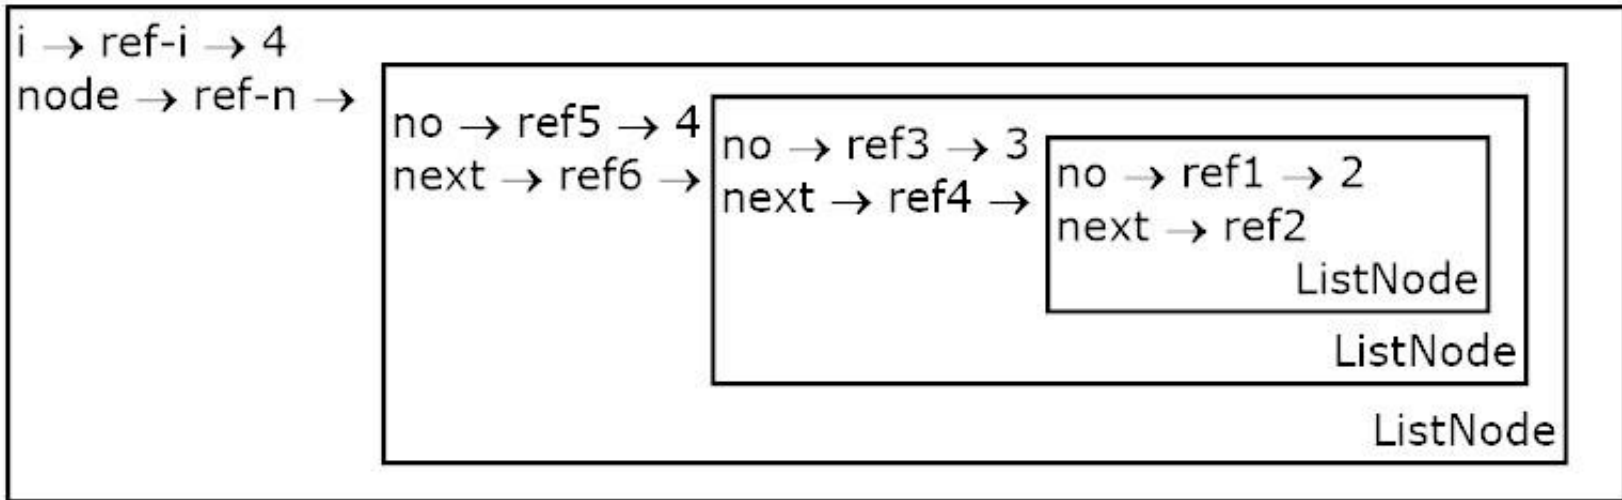 i → ref-i → 4
node → ref-n →
no → ref5 → 4
next → ref6 →
no → ref3 → 3
next → ref4 →
no → ref1 → 2
next → ref2
ListNode
ListNode
ListNode